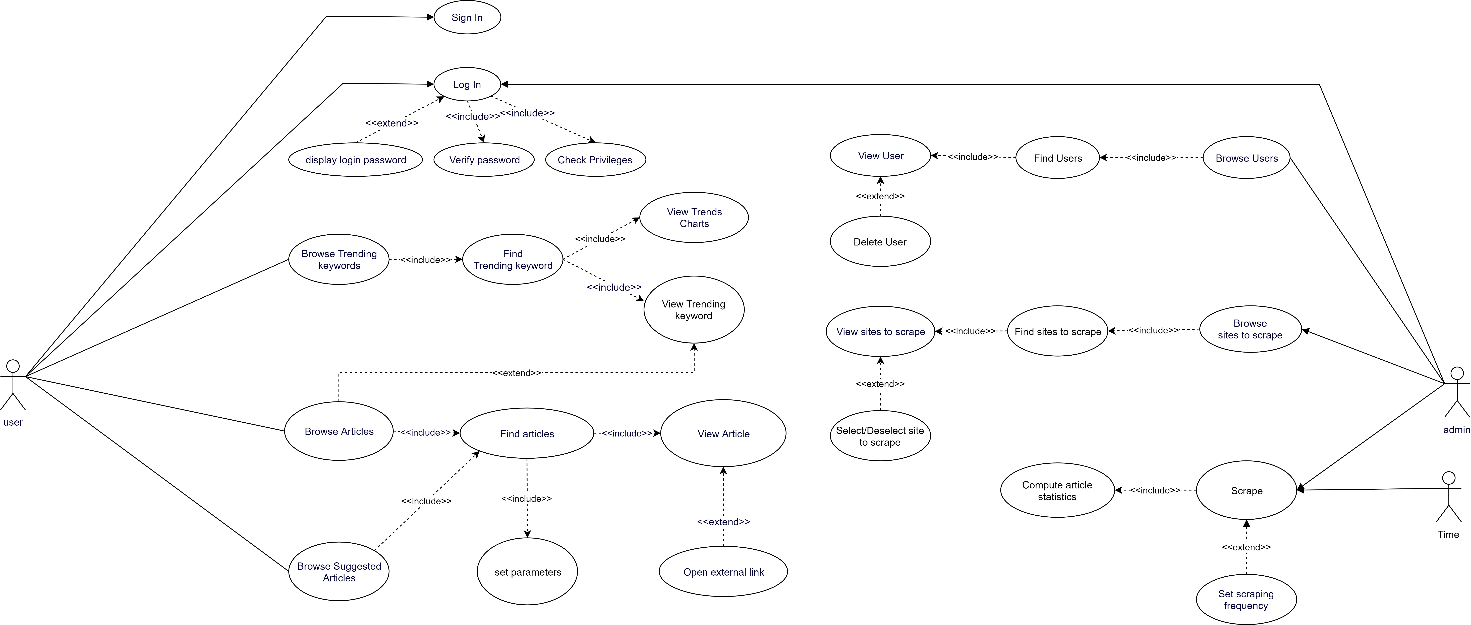 Sign In
Log In
<<extend>>
<<include>>
<<include>>
display login password
Verify password
Check Privileges
View User
<<include>>
Find Users
<<include>>
Browse Users
<<extend>>
Delete User
View Trends
Charts
<<include>>
Browse Trending
keywords
<<include>>
Find
Trending keyword
<<include>>
View Trending
keyword
View sites to scrape
<<include>>
Find sites to scrape
<<include>>
Browse
sites to scrape
<<extend>>
Select/Deselect site
to scrape
<<extend>>
user
admin
Browse Articles
<<include>>
Find articles
<<include>>
View Article
<<include>>
<<include>>
<<extend>>
Browse Suggested
Articles
set parameters
Open external link
Compute article
statistics
<<include>>
Scrape
Time
<<extend>>
Set scraping
frequency